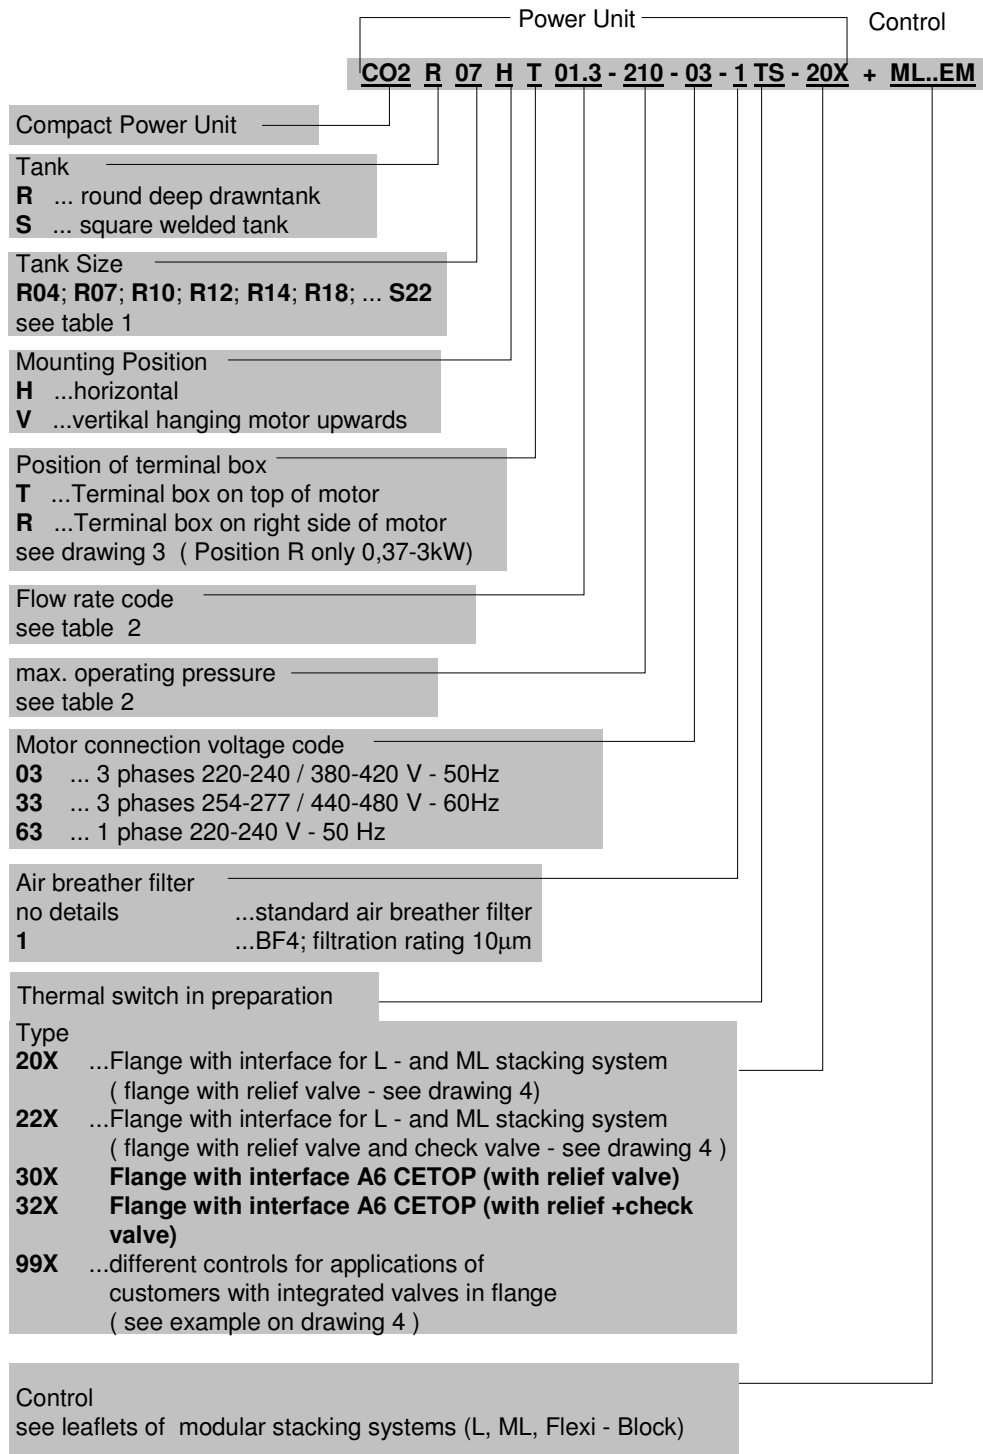 Power Unit
Control
CO2 R 07 H T 01.3 - 210 - 03 - 1 TS - 20X + ML..EM
Compact Power Unit
Tank
R ... round deep drawntank
S ... square welded tank
Tank Size
R04; R07; R10; R12; R14; R18; ... S22
see table 1
Mounting Position
H ...horizontal
V ...vertikal hanging motor upwards
Position of terminal box
T ...Terminal box on top of motor
R ...Terminal box on right side of motor
see drawing 3 ( Position R only 0,37-3kW)
Flow rate code
see table 2
max. operating pressure
see table 2
Motor connection voltage code
03 ... 3 phases 220-240 / 380-420 V - 50Hz
33 ... 3 phases 254-277 / 440-480 V - 60Hz
63 ... 1 phase 220-240 V - 50 Hz
Air breather filter
no details ...standard air breather filter
1 ...BF4; filtration rating 10µm
Thermal switch in preparation
Type
20X ...Flange with interface for L - and ML stacking system
( flange with relief valve - see drawing 4)
22X ...Flange with interface for L - and ML stacking system
( flange with relief valve and check valve - see drawing 4 )
30X Flange with interface A6 CETOP (with relief valve)
32X Flange with interface A6 CETOP (with relief +check
valve)
99X ...different controls for applications of
customers with integrated valves in flange
( see example on drawing 4 )
Control
see leaflets of modular stacking systems (L, ML, Flexi - Block)